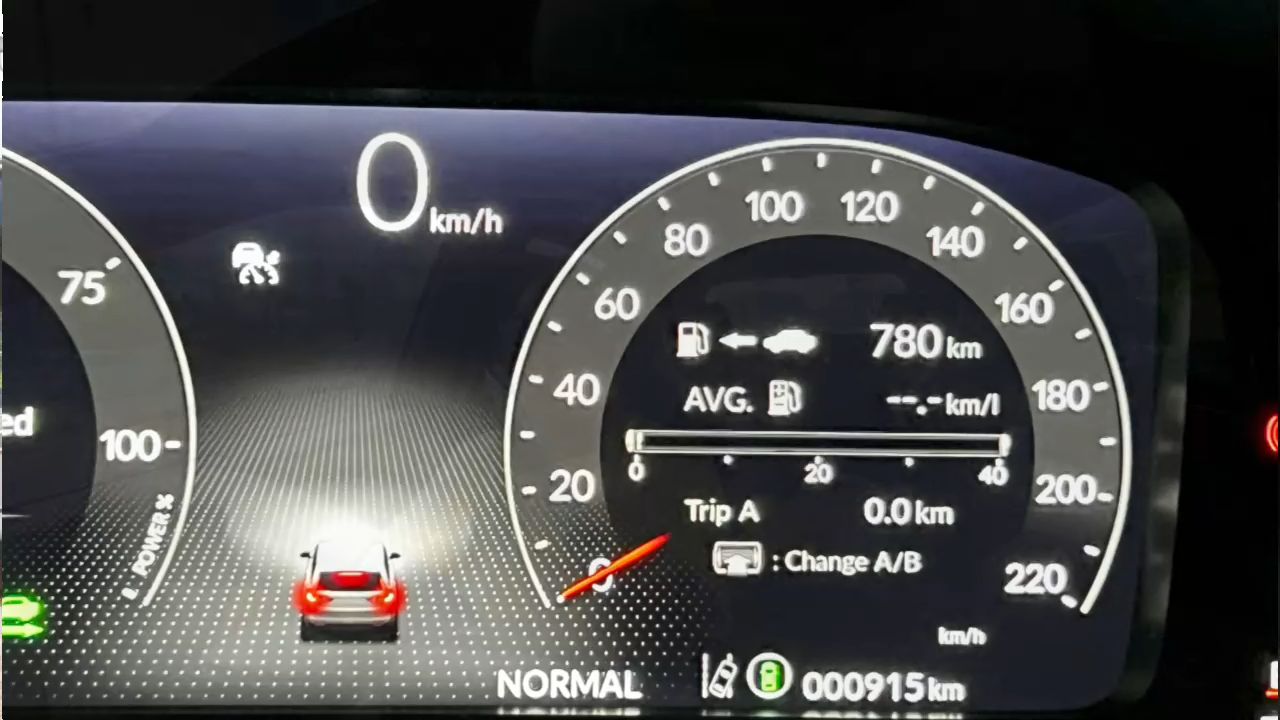 0 km/h
75
100
ed
POWER %
0
20
40
60
80
100
120
140
160
180
200
220
780 km
AVG. --.- km/l
0 20 40
Trip A 0.0 km
: Change A/B
km/h
NORMAL
000915 km